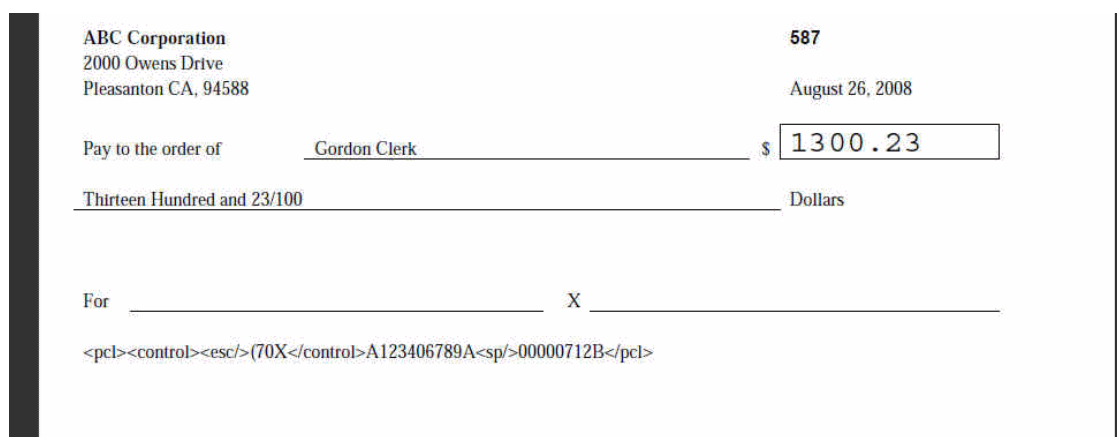 ABC Corporation 587
2000 Owens Drive
Pleasanton CA, 94588 August 26, 2008
Pay to the order of Gordon Clerk $ 1300.23
Thirteen Hundred and 23/100 Dollars
For X
<pcl><control><esc/>(70X</control>A123406789A<sp/>00000712B</pcl>